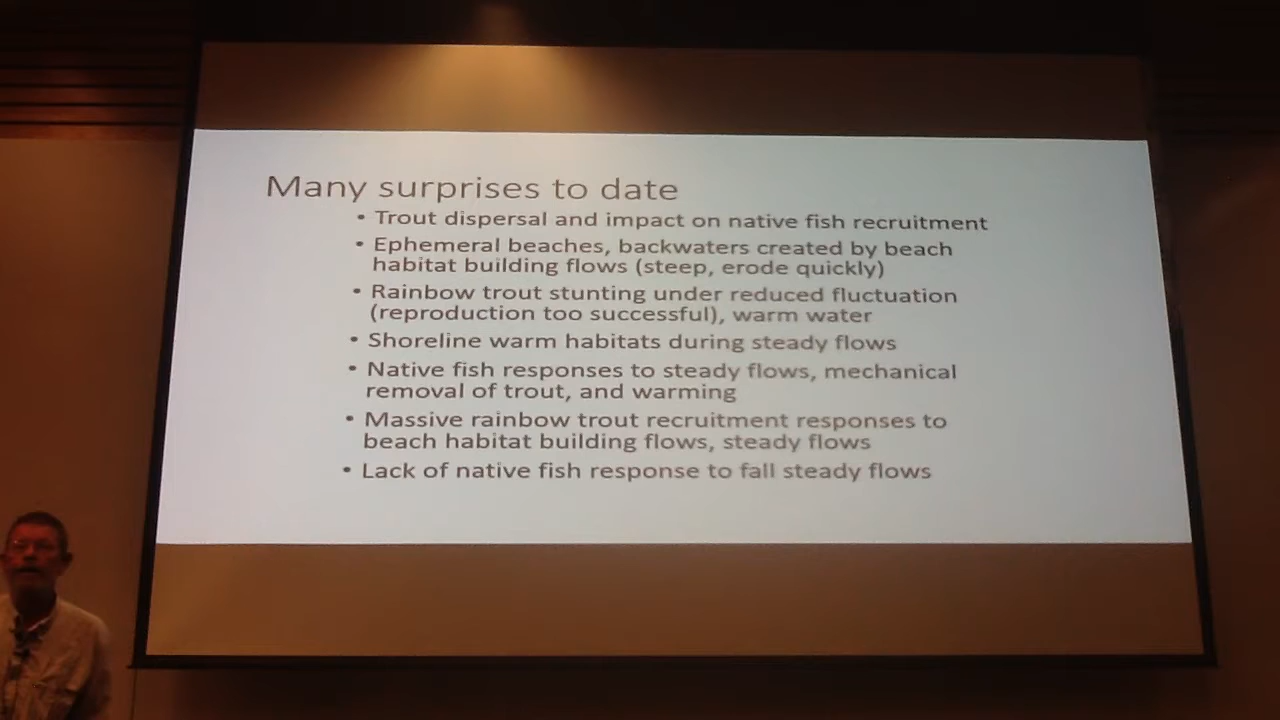 Many surprises to date
• Trout dispersal and impact on native fish recruitment
• Ephemeral beaches, backwaters created by beach
habitat building flows (steep, erode quickly)
• Rainbow trout stunting under reduced fluctuation
(reproduction too successful), warm water
• Shoreline warm habitats during steady flows
• Native fish responses to steady flows, mechanical
removal of trout, and warming
• Massive rainbow trout recruitment responses to
beach habitat building flows, steady flows
• Lack of native fish response to fall steady flows